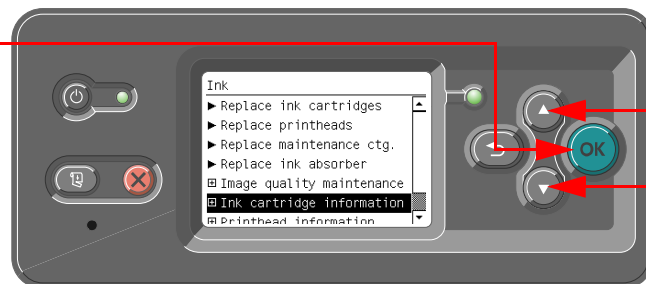 Ink
Replace ink cartridges
Replace printheads
Replace maintenance ctg.
Replace ink absorber
Image quality maintenance
Ink cartridge information
Printhead information
OK